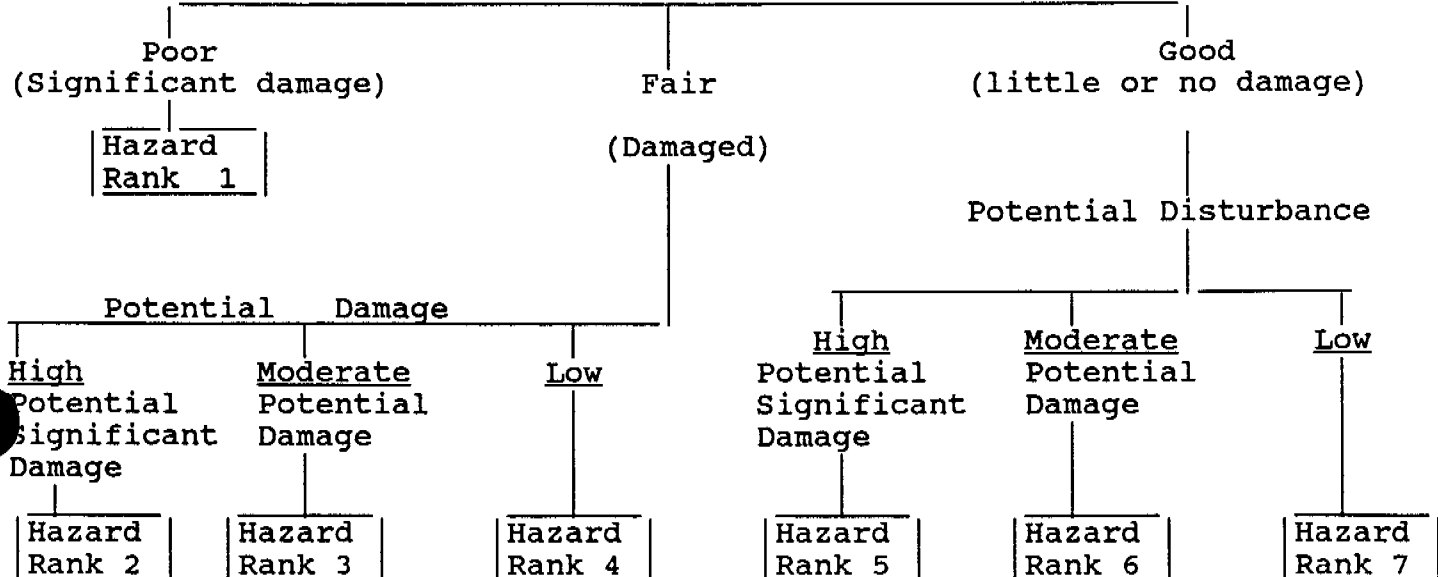 Poor
(Significant damage)
Hazard
Rank 1
Fair
(Damaged)
Good
(little or no damage)
Potential Disturbance
Potential Damage
High
Potential
Significant
Damage
Hazard
Rank 2
Moderate
Potential
Damage
Hazard
Rank 3
Low
Hazard
Rank 4
High
Potential
Significant
Damage
Hazard
Rank 5
Moderate
Potential
Damage
Hazard
Rank 6
Low
Hazard
Rank 7